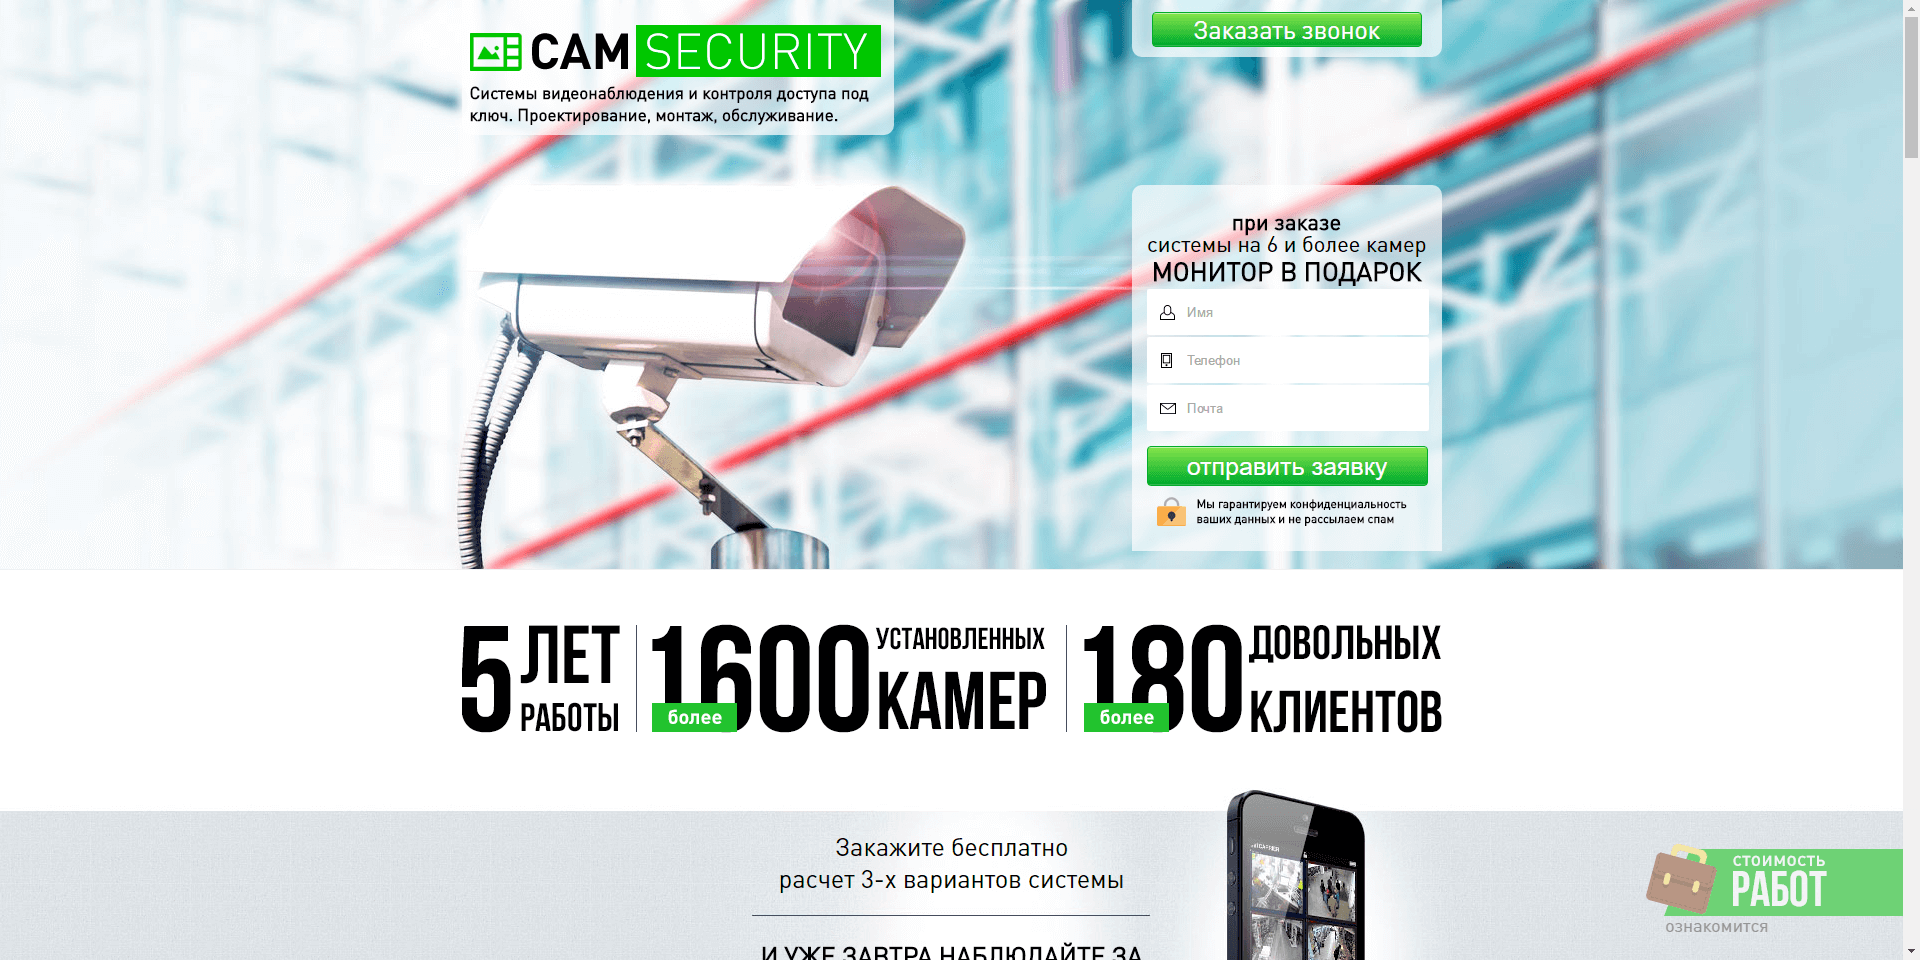 CAM SECURITY
Системы видеонаблюдения и контроля доступа под
ключ. Проектирование, монтаж, обслуживание.
Заказать звонок
при заказе
системы на 6 и более камер
МОНИТОР В ПОДАРОК
Имя
Телефон
Почта
отправить заявку
Мы гарантируем конфиденциальность
ваших данных и не рассылаем спам
5 ЛЕТ
РАБОТЫ
более 1600 УСТАНОВЛЕННЫХ
КАМЕР
более 180 ДОВОЛЬНЫХ
КЛИЕНТОВ
Закажите бесплатно
расчет 3-х вариантов системы
И УЖЕ ЗАВТРА НАБЛЮДАЙТЕ ЗА
CARRIER
СТОИМОСТЬ
РАБОТ
ознакомится